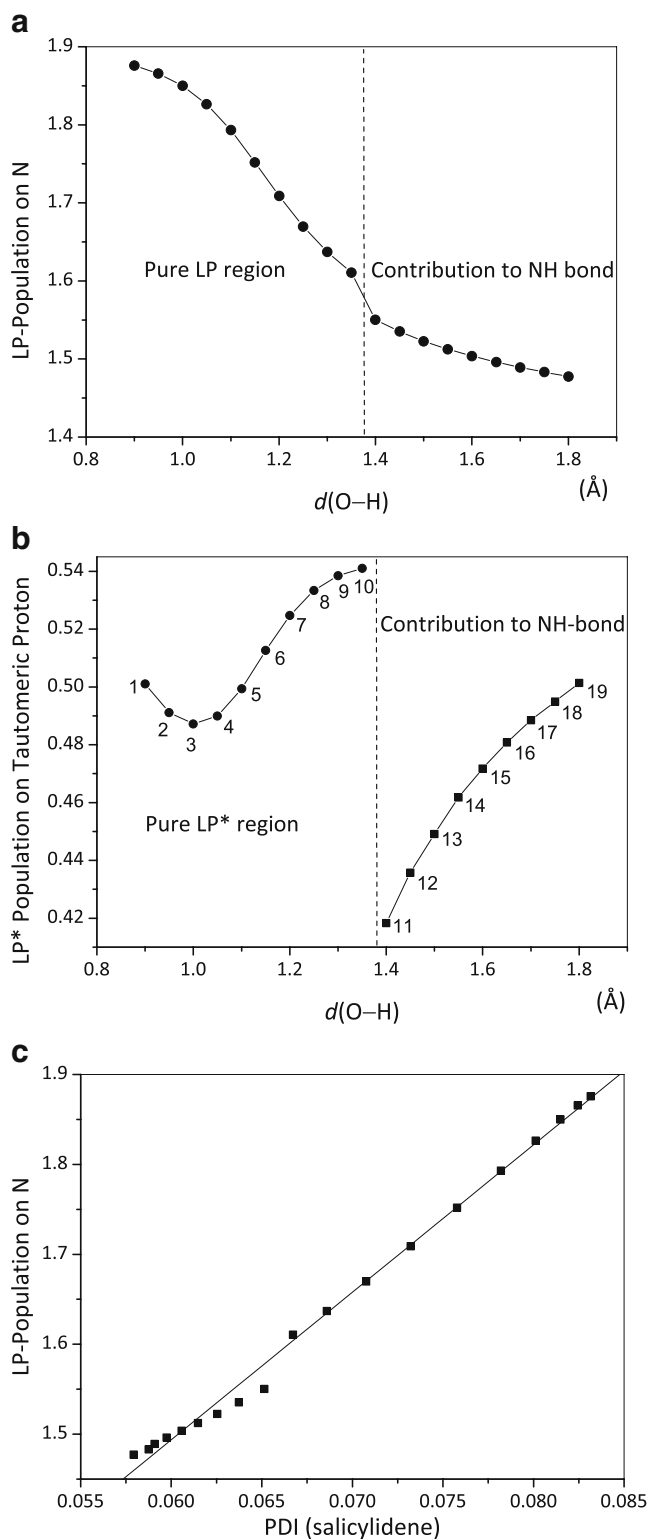 a
1.9
1.8
1.7
1.6
1.5
1.4
LP-Population on N
Pure LP region
Contribution to NH bond
0.8 1.0 1.2 1.4 1.6 1.8
d(O–H)
(Å)
b
0.54
0.52
0.50
0.48
0.46
0.44
0.42
LP* Population on Tautomeric Proton
1
2
3
4
5
6
7
8
9
10
Contribution to NH-bond
Pure LP* region
11
12
13
14
15
16
17
18
19
0.8 1.0 1.2 1.4 1.6 1.8
d(O–H)
(Å)
c
1.9
1.8
1.7
1.6
1.5
LP-Population on N
0.055 0.060 0.065 0.070 0.075 0.080 0.085
PDI (salicylidene)